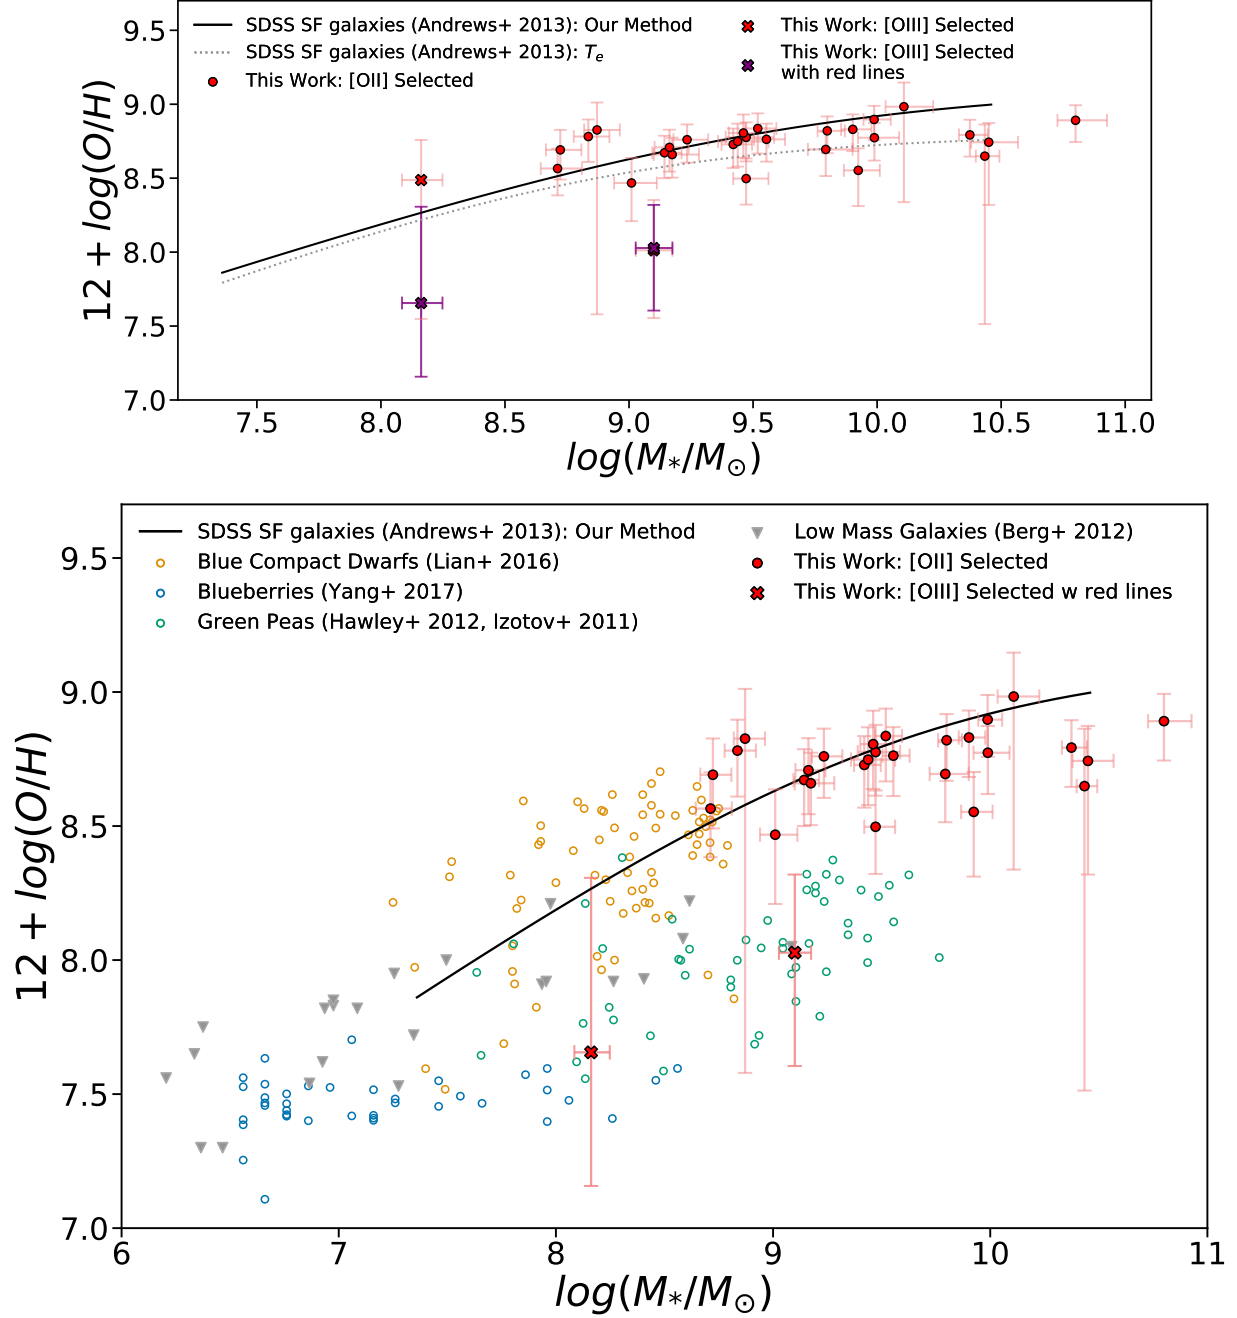 SDSS SF galaxies (Andrews+ 2013): Our Method
SDSS SF galaxies (Andrews+ 2013): Te
This Work: [OII] Selected
This Work: [OIII] Selected
This Work: [OIII] Selected
with red lines
12 + log(O/H)
9.5
9.0
8.5
8.0
7.5
7.0
7.5 8.0 8.5 9.0 9.5 10.0 10.5 11.0
log(M*/M⊙)
SDSS SF galaxies (Andrews+ 2013): Our Method
Blue Compact Dwarfs (Lian+ 2016)
Blueberries (Yang+ 2017)
Green Peas (Hawley+ 2012, Izotov+ 2011)
Low Mass Galaxies (Berg+ 2012)
This Work: [OII] Selected
This Work: [OIII] Selected w red lines
12 + log(O/H)
9.5
9.0
8.5
8.0
7.5
7.0
6 7 8 9 10 11
log(M*/M⊙)